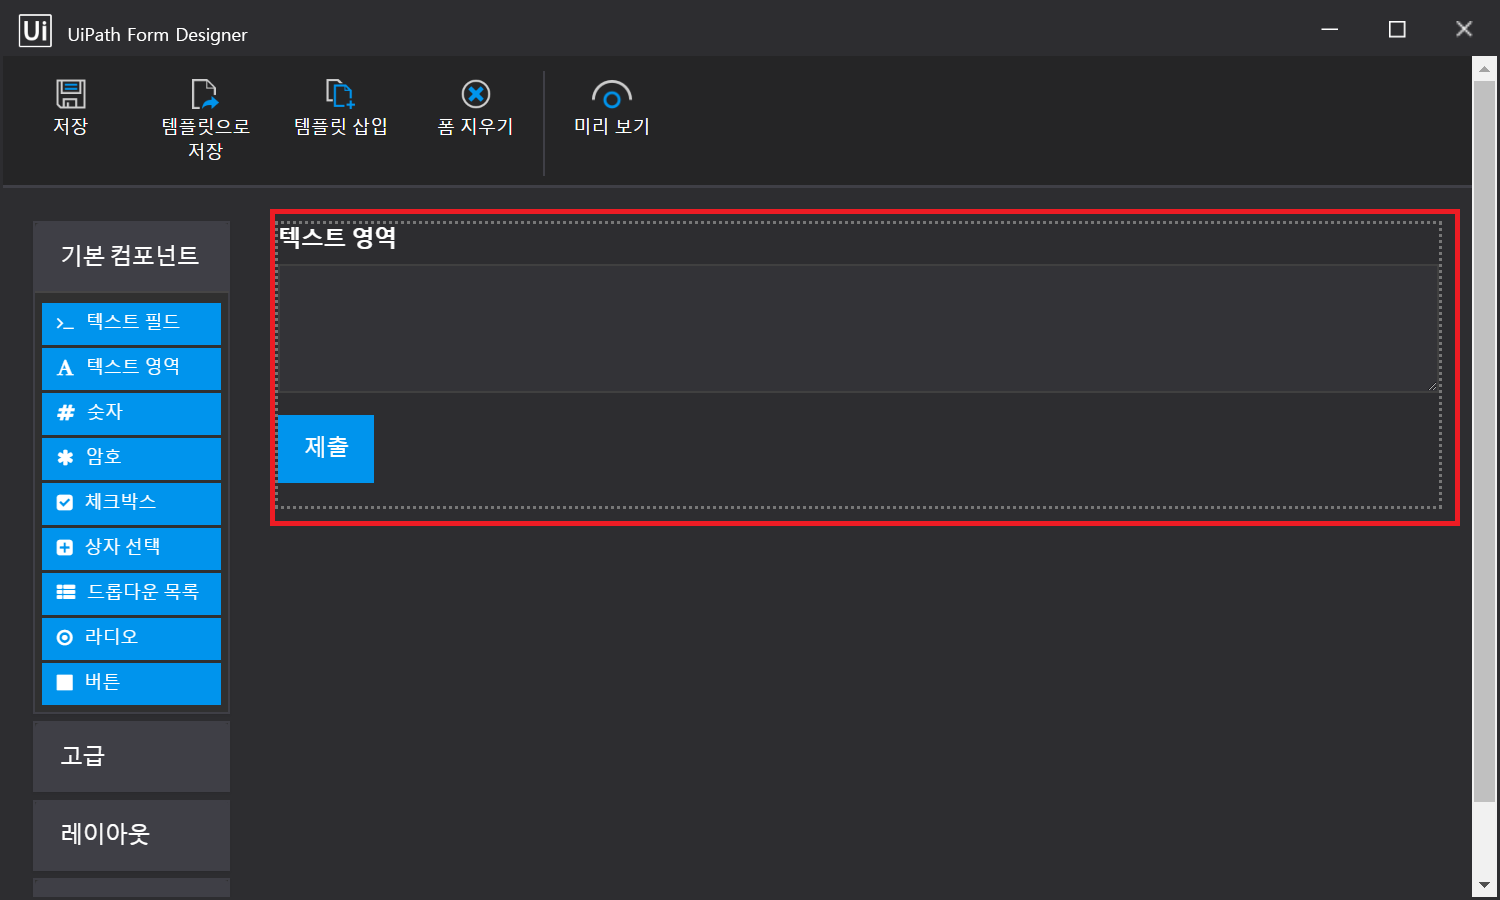 Ui UiPath Form Designer
저장
템플릿으로
저장
템플릿 삽입
폼 지우기
미리 보기
기본 컴포넌트
텍스트 필드
A 텍스트 영역
# 숫자
암호
체크박스
상자 선택
드롭다운 목록
라디오
버튼
고급
레이아웃
텍스트 영역
제출